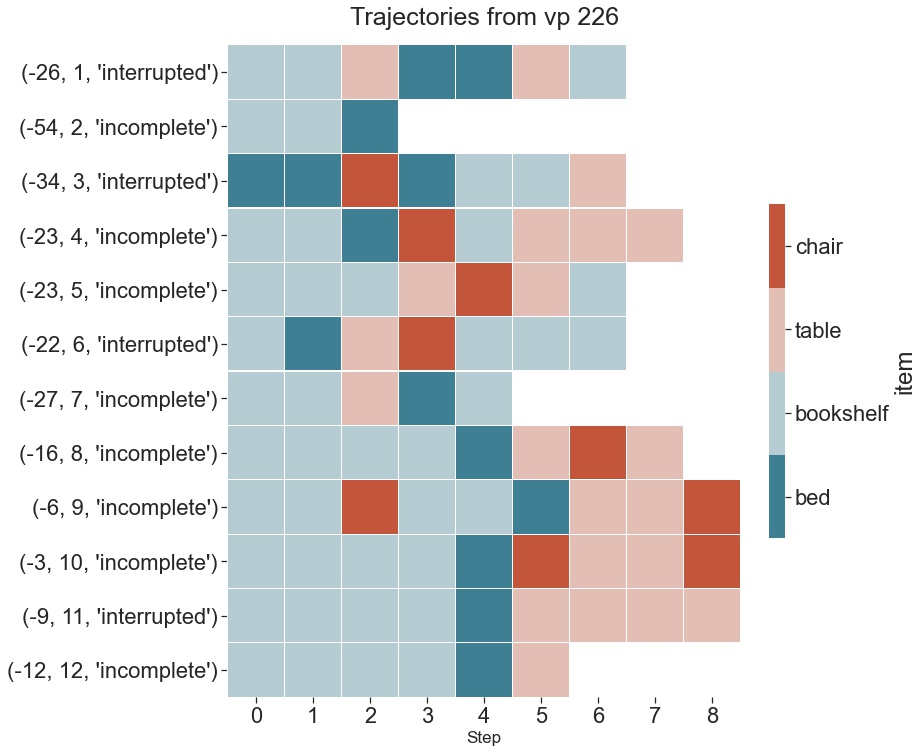 Trajectories from vp 226
(-26, 1, 'interrupted')
(-54, 2, 'incomplete')
(-34, 3, 'interrupted')
(-23, 4, 'incomplete')
(-23, 5, 'incomplete')
(-22, 6, 'interrupted')
(-27, 7, 'incomplete')
(-16, 8, 'incomplete')
(-6, 9, 'incomplete')
(-3, 10, 'incomplete')
(-9, 11, 'interrupted')
(-12, 12, 'incomplete')
0 1 2 3 4 5 6 7 8
Step
chair
table
bookshelf
bed
item